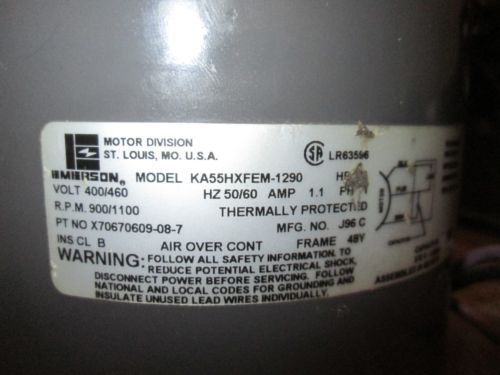 MOTOR DIVISION
ST. LOUIS, MO. U.S.A.
EMERSON® MODEL KA55HXFEM-1290
VOLT 400/460 HZ 50/60 AMP 1.1 PH
R.P.M. 900/1100 THERMALLY PROTECTED
PT NO X70670609-08-7 MFG. NO. J96 C
INS CL B AIR OVER CONT FRAME 48Y
WARNING: FOLLOW ALL SAFETY INFORMATION TO
REDUCE POTENTIAL ELECTRICAL SHOCK,
DISCONNECT POWER BEFORE SERVICING. FOLLOW
NATIONAL AND LOCAL CODES FOR GROUNDING AND
INSULATE UNUSED LEAD WIRES INDIVIDUALLY.
SA
MOTOR